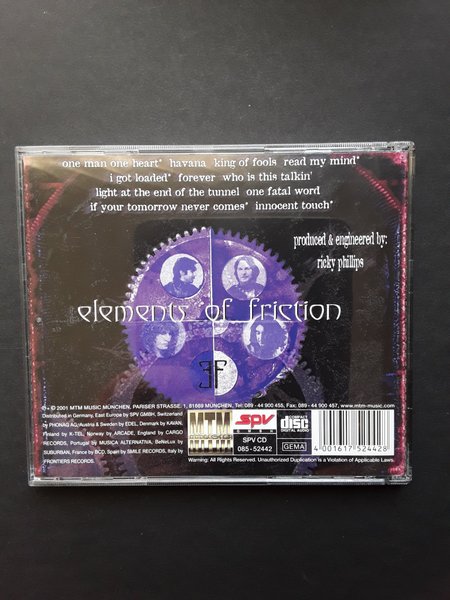 one man one heart* havana king of fools read my mind*
i got loaded* forever who is this talkin'
light at the end of the tunnel one fatal word
if your tomorrow never comes* innocent touch*
produced & engineered by:
ricky phillips
elements of friction
EF
℗ + © 2001 MTM MUSIC MÜNCHEN, PARISER STRASSE: 1, 81669 MÜNCHEN, Tel: 089 - 44 900 455, Fax: 089 - 44 900 457, www.mtm-music.com
Distributed in Germany, East Europe by SPV GMBH, Switzerland
by PHONAG AG/Austria & Sweden by EDEL, Denmark by KAVAN,
Finland by K-TEL, Norway by ARCADE, England by CARGO
RECORDS, Portugal by MUSICA ALTERNATIVA, BeNeLux by
SUBURBAN, France by BCD, Spain by SMILE RECORDS, Italy by
FRONTIERS RECORDS.
MTM
SPV
SPV CD
085-52442
COMPACT
disc
DIGITAL AUDIO
GEMA
4 001617 524428
Warning: All Rights Reserved. Unauthorized Duplication is a Violation of Applicable Laws.